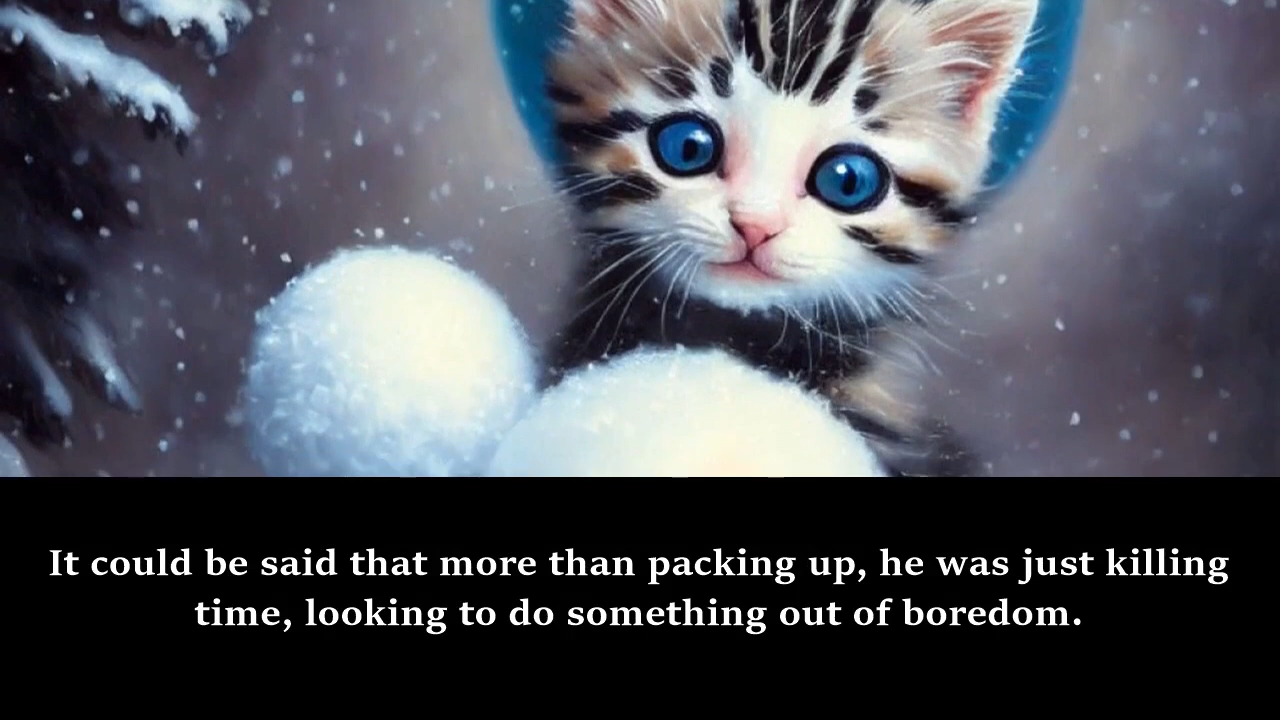 It could be said that more than packing up, he was just killing
time, looking to do something out of boredom.